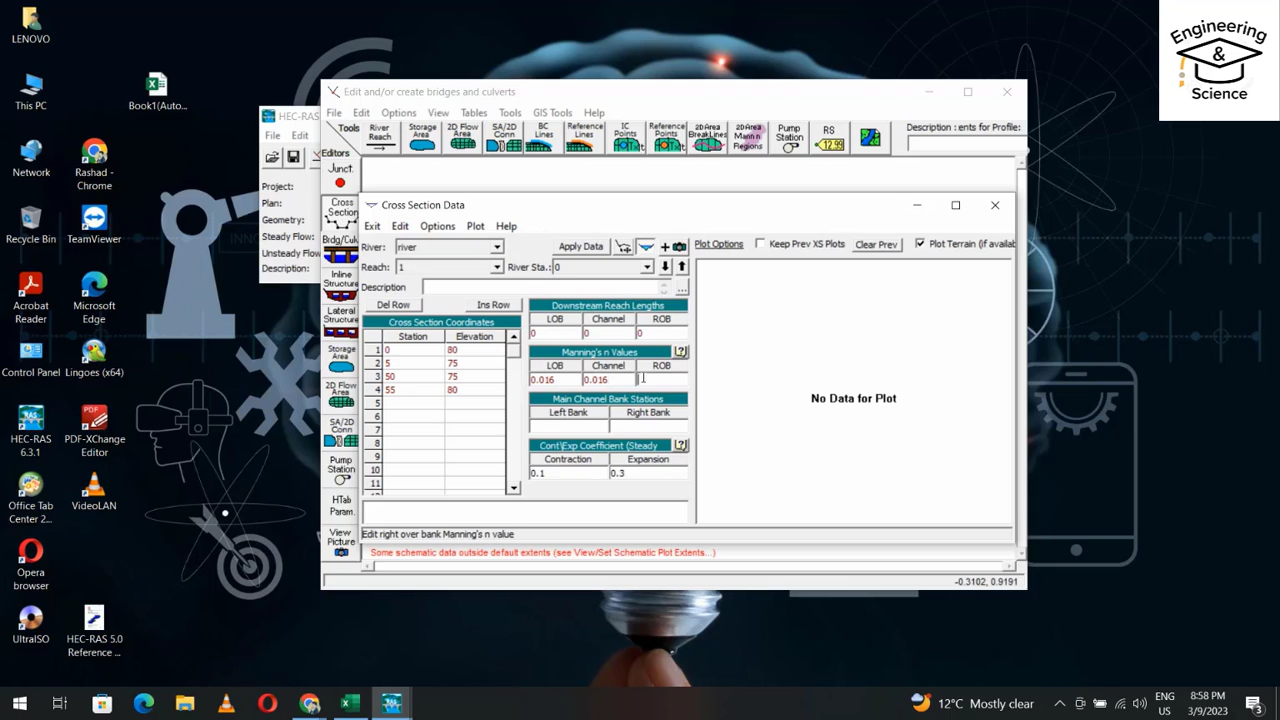 LENOVO
This PC
Book1(Auto...
Network
Rashad -
Chrome
Recycle Bin
TeamViewer
Acrobat
Reader
Microsoft
Edge
Control Panel
Lingoes (x64)
HEC-RAS
6.3.1
PDF-XChange
Editor
Office Tab
Center 2...
VideoLAN
Opera
browser
UltraISO
HEC-RAS 5.0
Reference ...
Engineering
&
Science
HEC-RAS
File Edit
Project:
Plan:
Geometry:
Steady Flow:
Unsteady Flow
Description:
Edit and/or create bridges and culverts
File Edit Options View Tables Tools GIS Tools Help
Tools
Editors
River
Reach
Storage
Area
2D Flow
Area
SA/2D
Conn
BC
Lines
Reference
Lines
IC
Points
Reference
Points
2D Area
BreakLines
2D Area
Mann n
Regions
Pump
Station
RS
12.99
Description : ents for Profile:
Junct.
Cross
Section
Brdg/Culv
Inline
Structure
Lateral
Structure
Storage
Area
2D Flow
Area
SA/2D
Conn
Pump
Station
HTab
Param.
View
Picture
Cross Section Data
Exit Edit Options Plot Help
River: river
Apply Data
Plot Options
Keep Prev XS Plots
Clear Prev
Plot Terrain (if availab
Reach: 1
River Sta.: 0
Description
...
Del Row Ins Row
Cross Section Coordinates
Station Elevation
1 0 80
2 5 75
3 50 75
4 55 80
5
6
7
8
9
10
11
Downstream Reach Lengths
LOB Channel ROB
0 0 0
Manning's n Values ?
LOB Channel ROB
0.016 0.016
Main Channel Bank Stations
Left Bank Right Bank
Cont\Exp Coefficient (Steady ?
Contraction Expansion
0.1 0.3
No Data for Plot
Edit right over bank Manning's n value
Some schematic data outside default extents (see View/Set Schematic Plot Extents...)
-0.3102, 0.9191
12°C Mostly clear
ENG
US
8:58 PM
3/9/2023
3